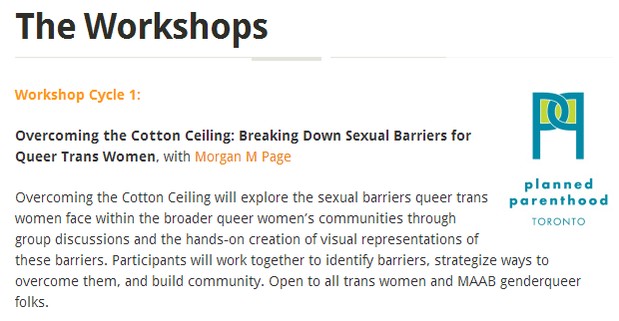 The Workshops
Workshop Cycle 1:
Overcoming the Cotton Ceiling: Breaking Down Sexual Barriers for
Queer Trans Women, with Morgan M Page
planned
parenthood
TORONTO
Overcoming the Cotton Ceiling will explore the sexual barriers queer trans
women face within the broader queer women's communities through
group discussions and the hands-on creation of visual representations of
these barriers. Participants will work together to identify barriers, strategize ways to
overcome them, and build community. Open to all trans women and MAAB genderqueer
folks.